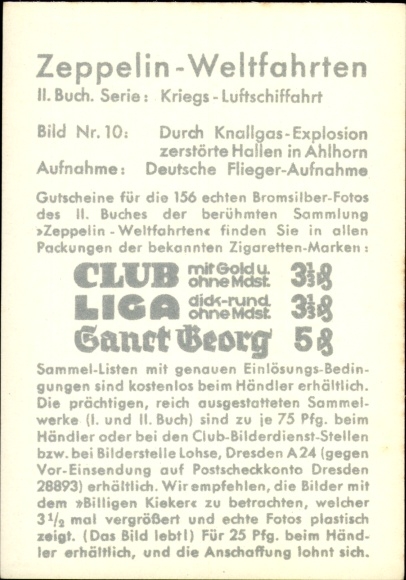 Zeppelin-Weltfahrten
II. Buch. Serie: Kriegs-Luftschiffahrt
Bild Nr. 10: Durch Knallgas-Explosion
zerstörte Hallen in Ahlhorn
Aufnahme: Deutsche Flieger-Aufnahme
Gutscheine für die 156 echten Bromsilber-Fotos
des II. Buches der berühmten Sammlung
»Zeppelin-Weltfahrten« finden Sie in allen
Packungen der bekannten Zigaretten-Marken:
CLUB mit Gold u. ohne Mdst. 3⅓ ₰
LIGA dick-rund. ohne Mdst. 3⅓ ₰
Sanct Georg 5 ₰
Sammel-Listen mit genauen Einlösungs-Bedin-
gungen sind kostenlos beim Händler erhältlich.
Die prächtigen, reich ausgestatteten Sammel-
werke (I. und II. Buch) sind zu je 75 Pfg. beim
Händler oder bei den Club-Bilderdienst-Stellen
bzw. bei Bilderstelle Lohse, Dresden A 24 (gegen
Vor-Einsendung auf Postscheckkonto Dresden
28893) erhältlich. Wir empfehlen, die Bilder mit
dem »Billigen Kieker« zu betrachten, welcher
3½ mal vergrößert und echte Fotos plastisch
zeigt. (Das Bild lebt!) Für 25 Pfg. beim Händ-
ler erhältlich, und die Anschaffung lohnt sich.